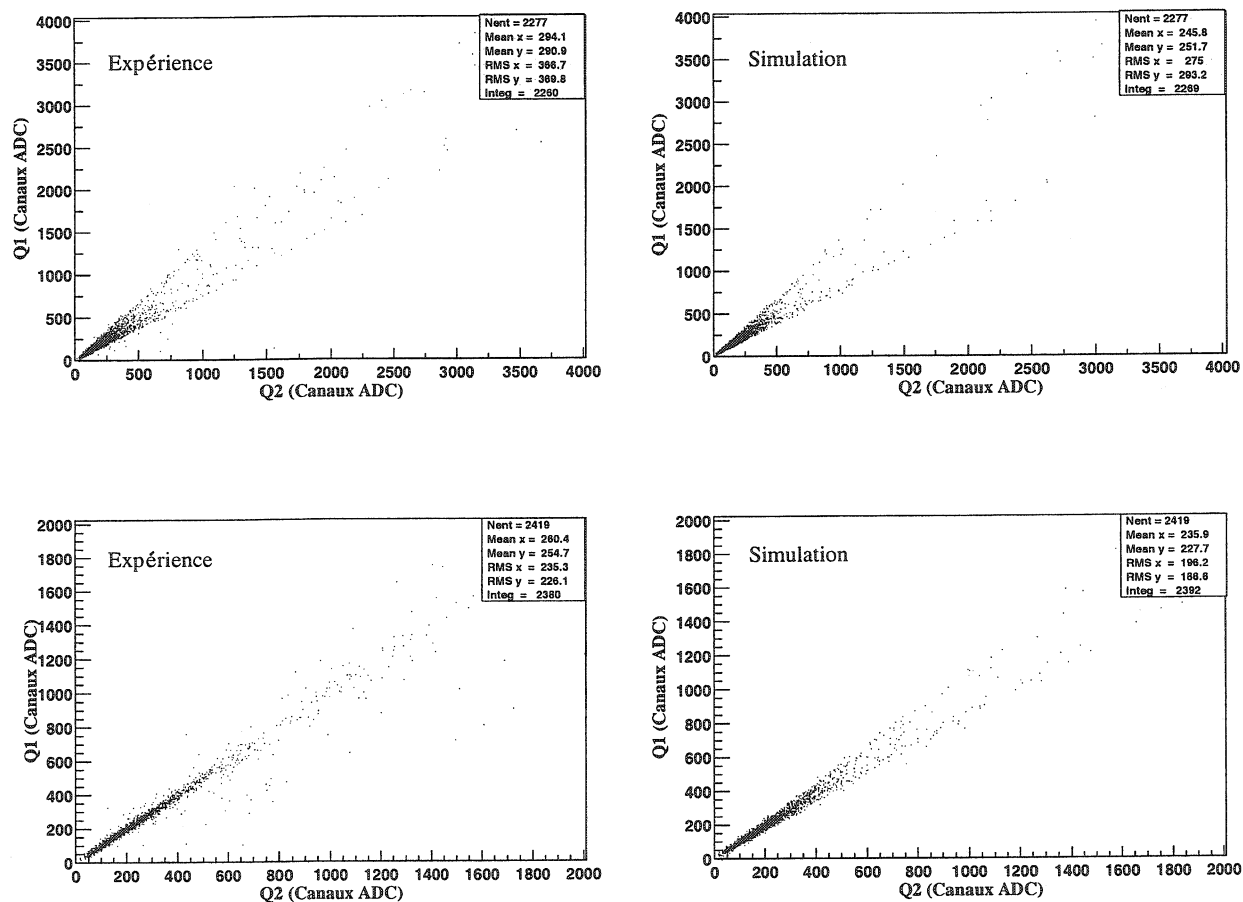 Nent = 2277
Mean x = 294.1
Mean y = 290.9
RMS x = 366.7
RMS y = 369.8
Integ = 2260
Expérience
4000
3500
3000
2500
2000
1500
1000
500
0
Q1 (Canaux ADC)
0 500 1000 1500 2000 2500 3000 3500 4000
Q2 (Canaux ADC)
Nent = 2277
Mean x = 245.8
Mean y = 251.7
RMS x = 275
RMS y = 293.2
Integ = 2269
Simulation
4000
3500
3000
2500
2000
1500
1000
500
0
Q1 (Canaux ADC)
0 500 1000 1500 2000 2500 3000 3500 4000
Q2 (Canaux ADC)
Nent = 2419
Mean x = 260.4
Mean y = 254.7
RMS x = 235.3
RMS y = 226.1
Integ = 2380
Expérience
2000
1800
1600
1400
1200
1000
800
600
400
200
0
Q1 (Canaux ADC)
0 200 400 600 800 1000 1200 1400 1600 1800 2000
Q2 (Canaux ADC)
Nent = 2419
Mean x = 235.9
Mean y = 227.7
RMS x = 196.2
RMS y = 188.6
Integ = 2392
Simulation
2000
1800
1600
1400
1200
1000
800
600
400
200
0
Q1 (Canaux ADC)
0 200 400 600 800 1000 1200 1400 1600 1800 2000
Q2 (Canaux ADC)